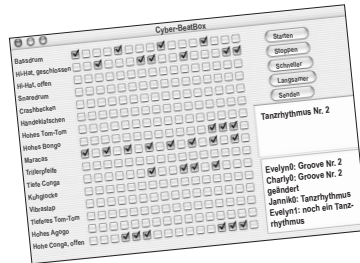 Cyber-BeatBox
Bassdrum
Hi-Hat, geschlossen
Hi-Hat, offen
Snaredrum
Crashbecken
Handklatschen
Hohes Tom-Tom
Hohes Bongo
Maracas
Trillerpfeife
Tiefe Conga
Kuhglocke
Vibraslap
Tieferes Tom-Tom
Hohes Agogo
Hohe Conga, offen
Starten
Stoppen
Schneller
Langsamer
Senden
Tanzrhythmus Nr. 2
Evelyn0: Groove Nr. 2
Charly0: Groove Nr. 2
geändert
Jannik0: Tanzrhythmus
Evelyn1: noch ein Tanz-
rhythmus